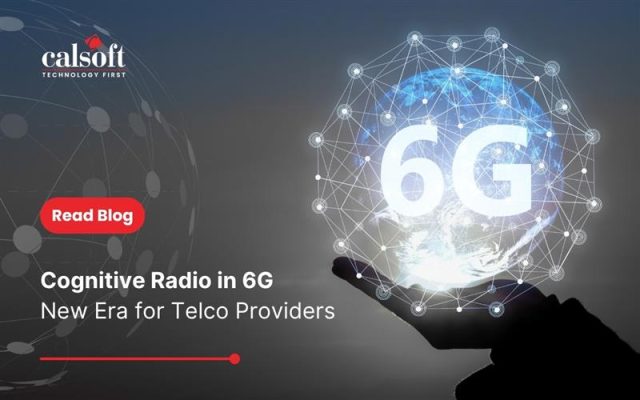 calsoft
TECHNOLOGY FIRST
6G
Read Blog
Cognitive Radio in 6G
New Era for Telco Providers